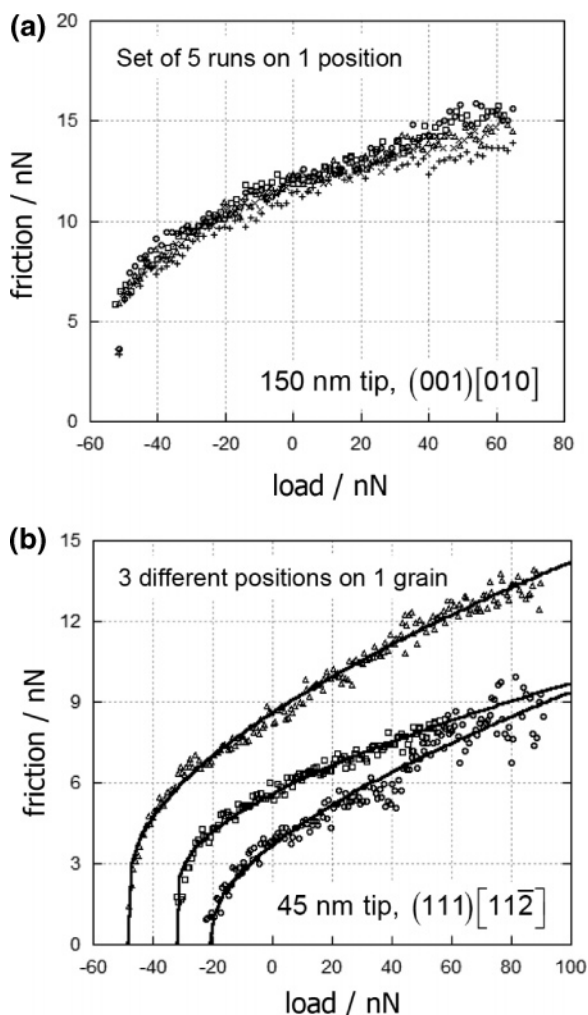 (a)
20
Set of 5 runs on 1 position
15
friction / nN
10
5
150 nm tip, (001)[010]
0
-60 -40 -20 0 20 40 60 80
load / nN
(b)
15
3 different positions on 1 grain
12
friction / nN
9
6
3
45 nm tip, (111)[112̅]
0
-60 -40 -20 0 20 40 60 80 100
load / nN